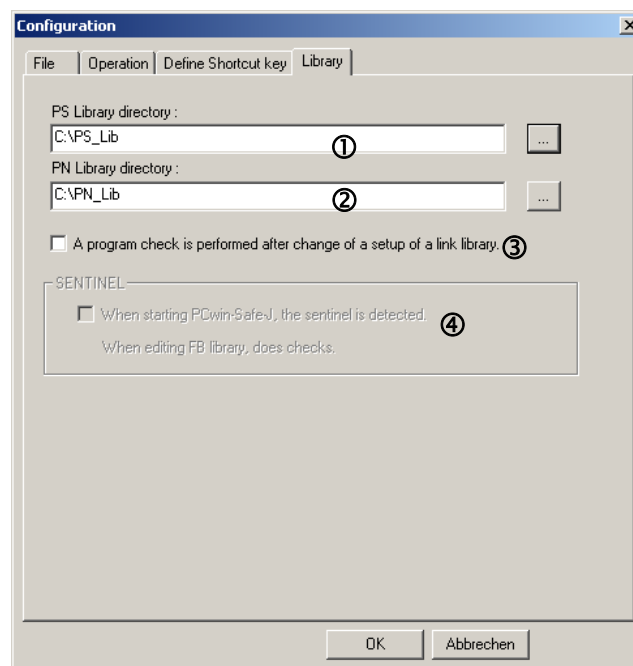 Configuration
File Operation Define Shortcut key Library
PS Library directory :
C:\PS_Lib ① ...
PN Library directory :
C:\PN_Lib ② ...
A program check is performed after change of a setup of a link library. ③
SENTINEL
When starting PCwin-Safe-J, the sentinel is detected. ④
When editing FB library, does checks.
OK Abbrechen